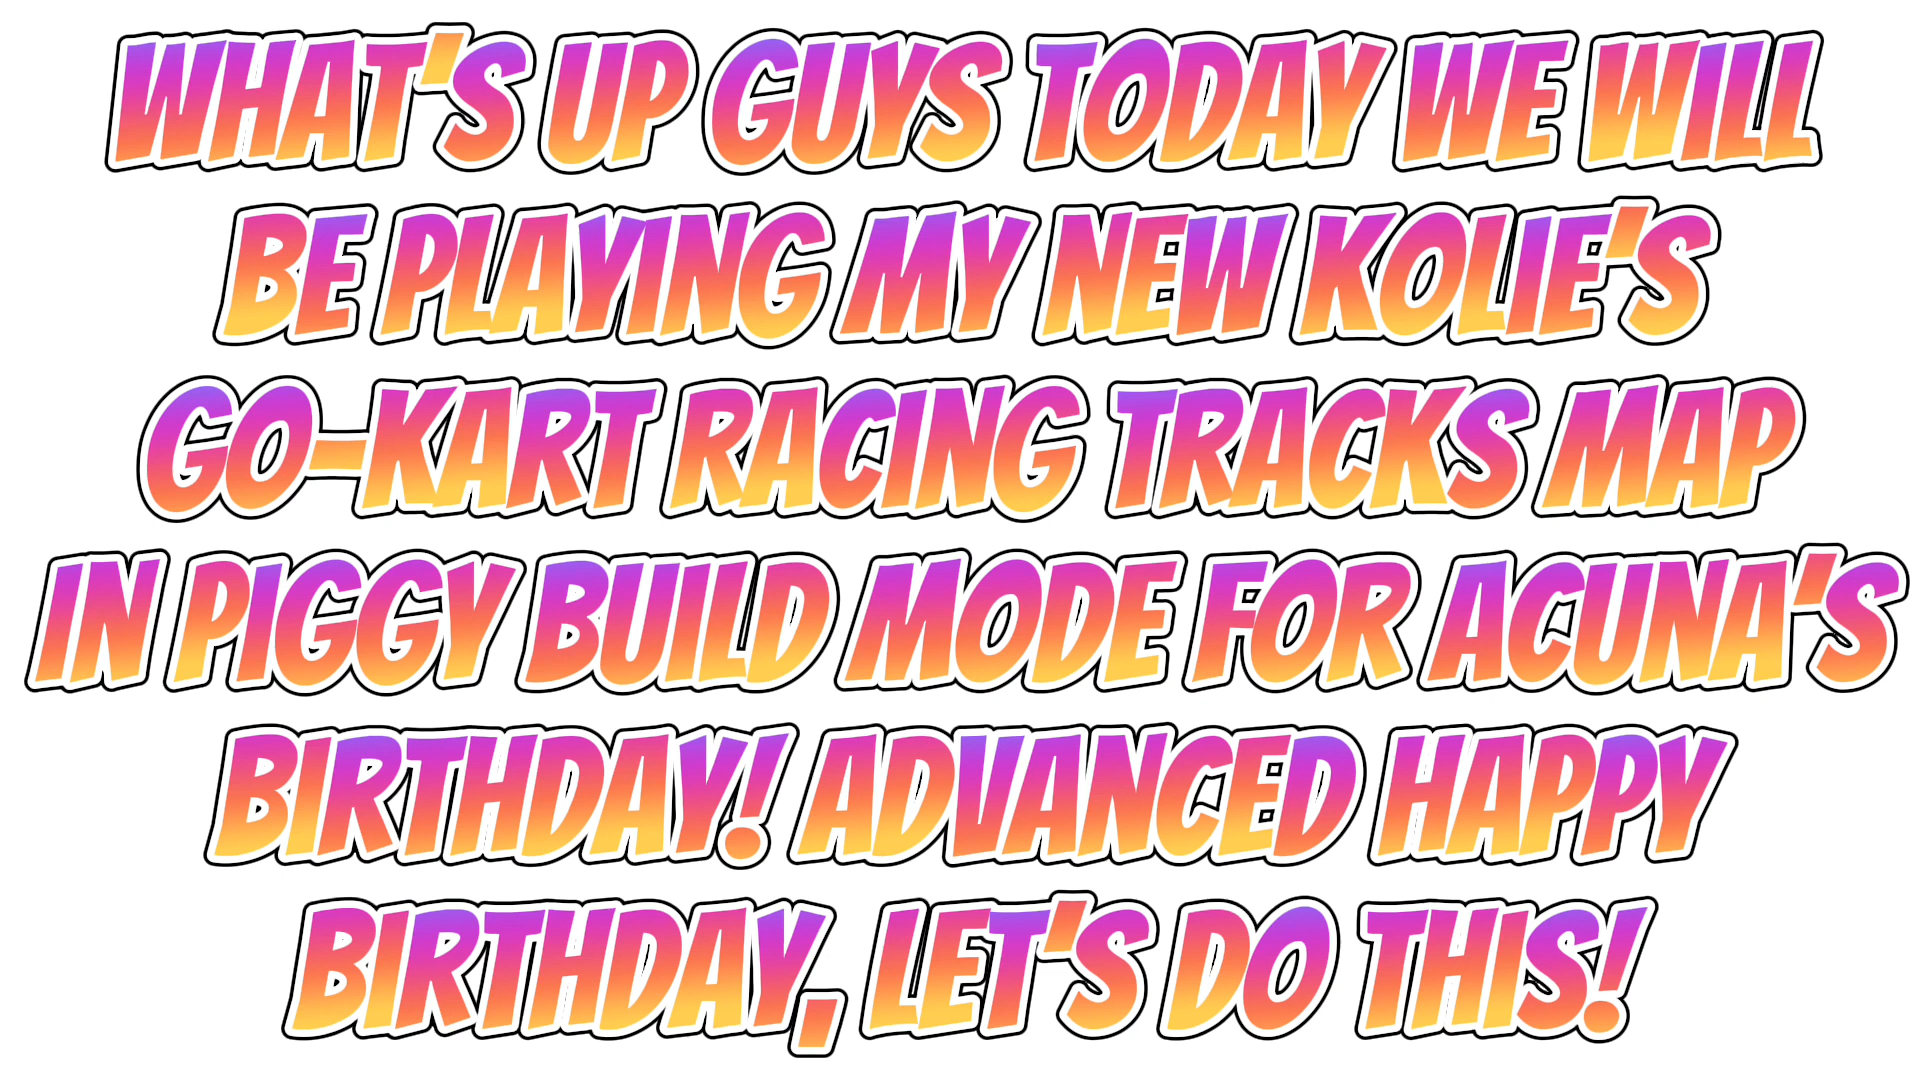 WHAT'S UP GUYS TODAY WE WILL
BE PLAYING MY NEW KOLIE'S
GO-KART RACING TRACKS MAP
IN PIGGY BUILD MODE FOR ACUNA'S
BIRTHDAY! ADVANCED HAPPY
BIRTHDAY, LET'S DO THIS!